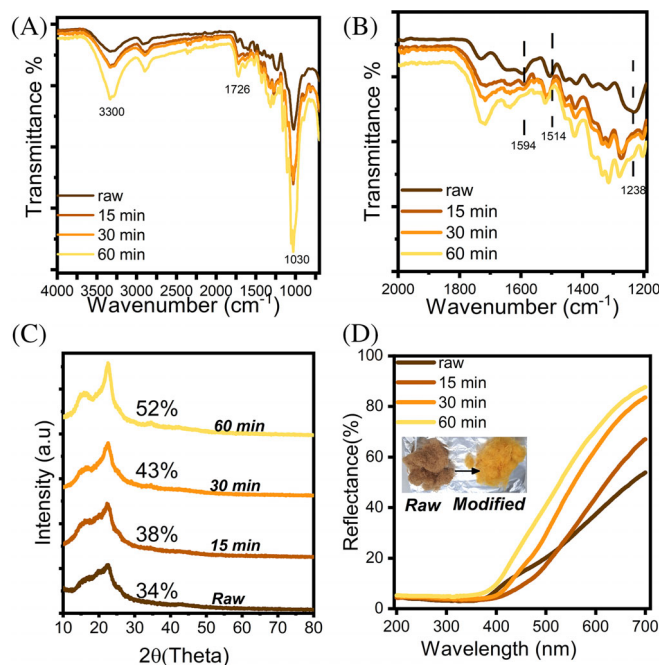 (A)
Transmittance %
3300
1726
1030
raw
15 min
30 min
60 min
4000 3500 3000 2500 2000 1500 1000
Wavenumber (cm⁻¹)
(B)
Transmittance %
1594
1514
1238
raw
15 min
30 min
60 min
2000 1800 1600 1400 1200
Wavenumber (cm⁻¹)
(C)
Intensity (a.u)
52% 60 min
43% 30 min
38% 15 min
34% Raw
10 20 30 40 50 60 70 80
2θ(Theta)
(D)
Reflectance(%)
100
80
60
40
20
0
raw
15 min
30 min
60 min
Raw Modified
200 300 400 500 600 700
Wavelength (nm)